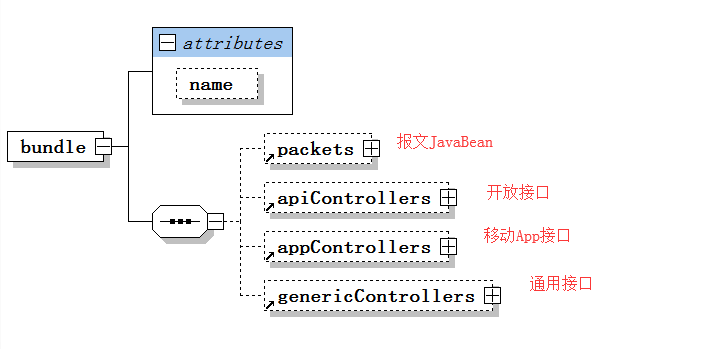 attributes
name
bundle
packets 报文JavaBean
apiControllers 开放接口
appControllers 移动App接口
genericControllers 通用接口